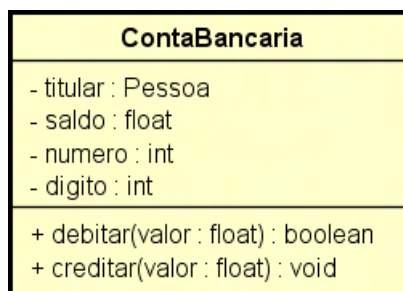 ContaBancaria
- titular : Pessoa
- saldo : float
- numero : int
- digito : int
+ debitar(valor : float) : boolean
+ creditar(valor : float) : void